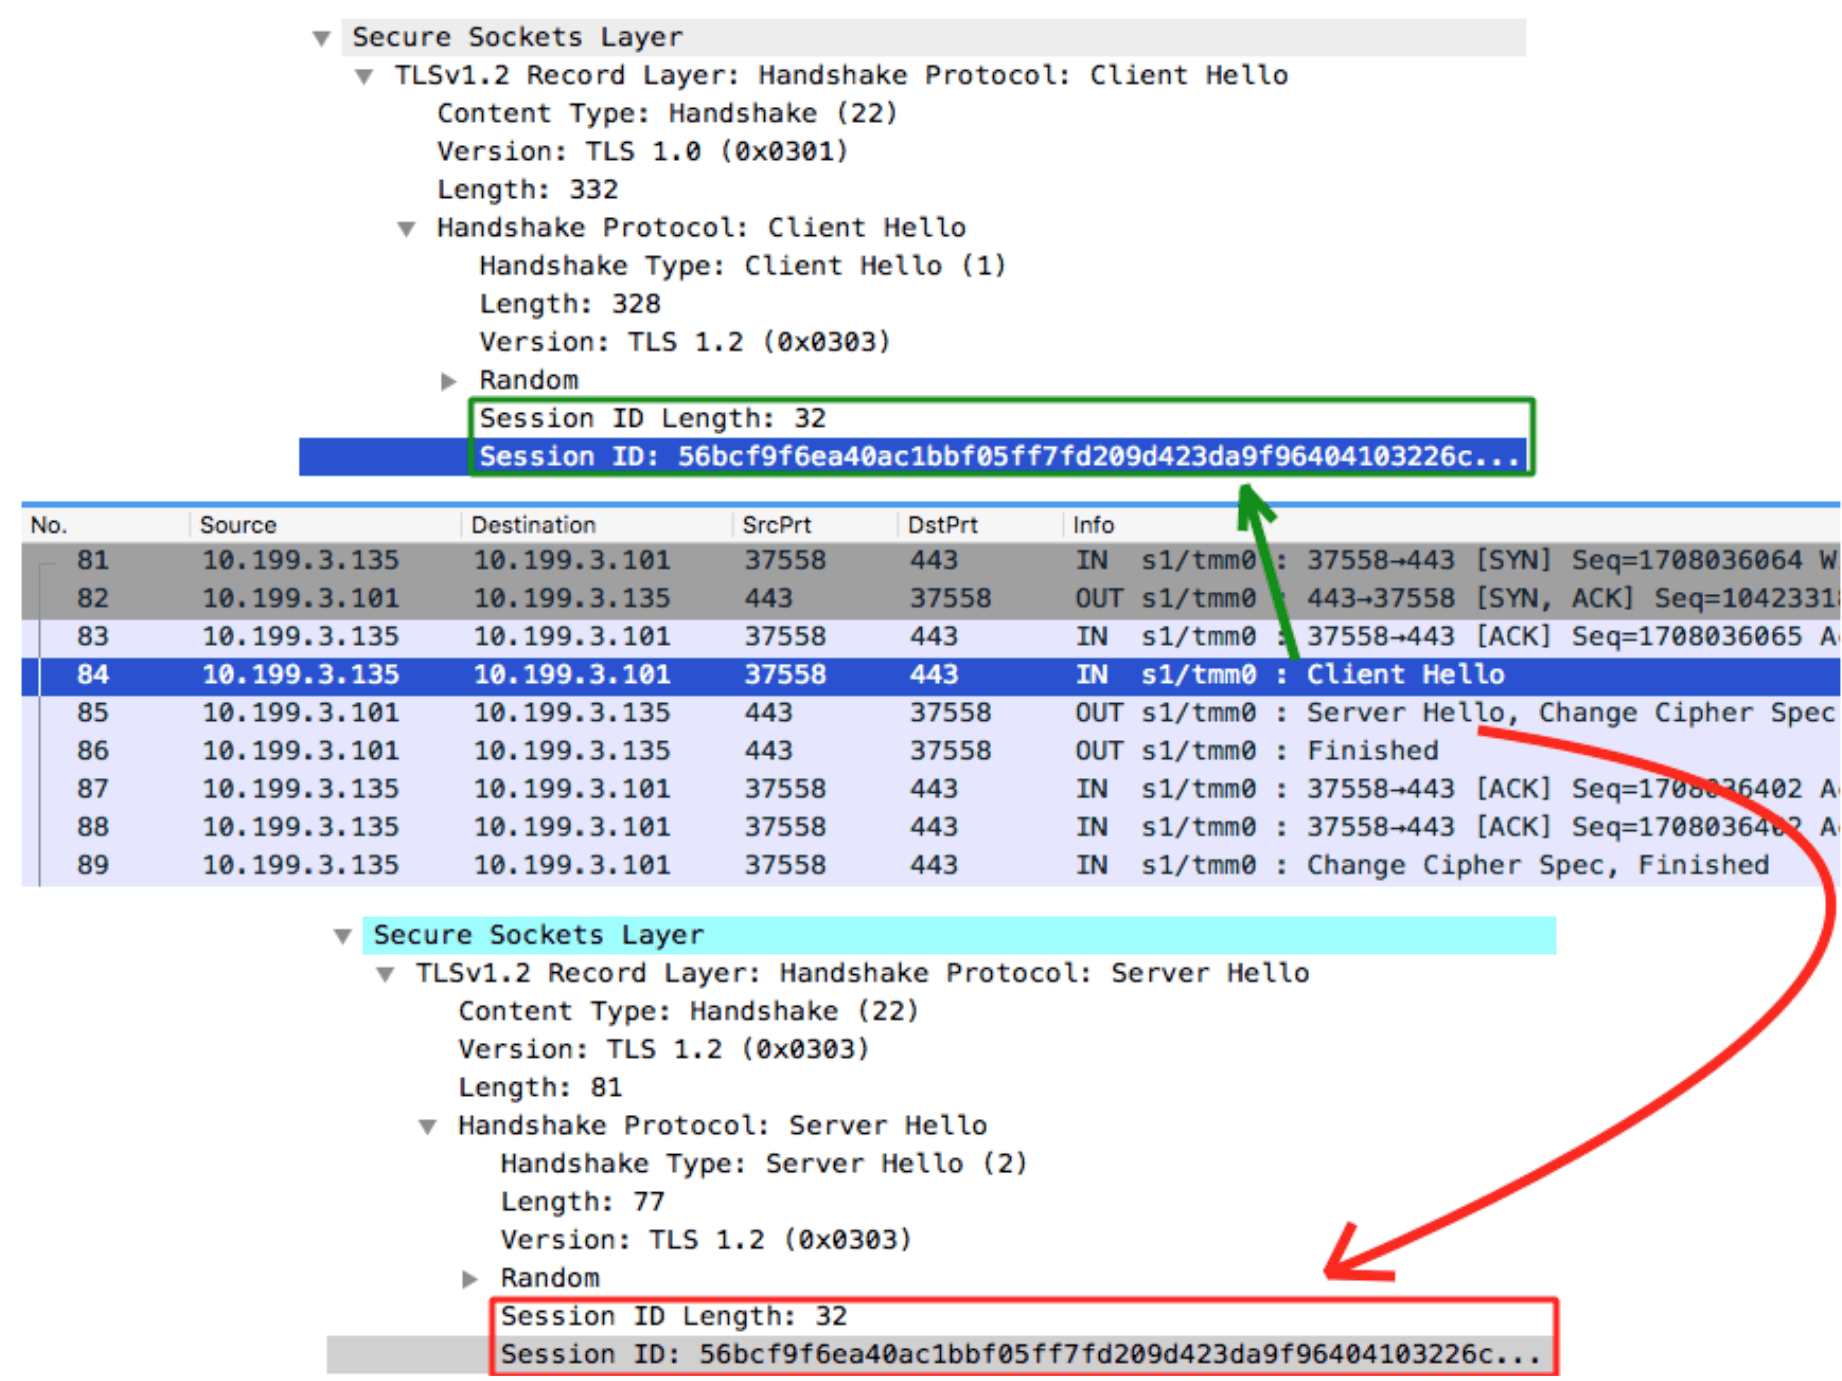 Secure Sockets Layer
TLSv1.2 Record Layer: Handshake Protocol: Client Hello
Content Type: Handshake (22)
Version: TLS 1.0 (0x0301)
Length: 332
Handshake Protocol: Client Hello
Handshake Type: Client Hello (1)
Length: 328
Version: TLS 1.2 (0x0303)
Random
Session ID Length: 32
Session ID: 56bcf9f6ea40ac1bbf05ff7fd209d423da9f96404103226c...
No. Source Destination SrcPrt DstPrt Info
81 10.199.3.135 10.199.3.101 37558 443 IN s1/tmm0 : 37558→443 [SYN] Seq=1708036064 W
82 10.199.3.101 10.199.3.135 443 37558 OUT s1/tmm0 : 443→37558 [SYN, ACK] Seq=1042331
83 10.199.3.135 10.199.3.101 37558 443 IN s1/tmm0 : 37558→443 [ACK] Seq=1708036065 A
84 10.199.3.135 10.199.3.101 37558 443 IN s1/tmm0 : Client Hello
85 10.199.3.101 10.199.3.135 443 37558 OUT s1/tmm0 : Server Hello, Change Cipher Spec
86 10.199.3.101 10.199.3.135 443 37558 OUT s1/tmm0 : Finished
87 10.199.3.135 10.199.3.101 37558 443 IN s1/tmm0 : 37558→443 [ACK] Seq=1708036402 A
88 10.199.3.135 10.199.3.101 37558 443 IN s1/tmm0 : 37558→443 [ACK] Seq=1708036402 A
89 10.199.3.135 10.199.3.101 37558 443 IN s1/tmm0 : Change Cipher Spec, Finished
Secure Sockets Layer
TLSv1.2 Record Layer: Handshake Protocol: Server Hello
Content Type: Handshake (22)
Version: TLS 1.2 (0x0303)
Length: 81
Handshake Protocol: Server Hello
Handshake Type: Server Hello (2)
Length: 77
Version: TLS 1.2 (0x0303)
Random
Session ID Length: 32
Session ID: 56bcf9f6ea40ac1bbf05ff7fd209d423da9f96404103226c...